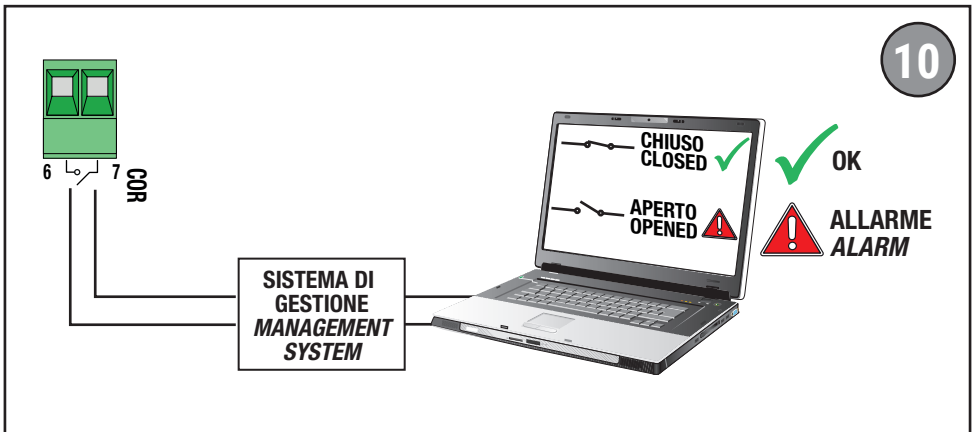 10
6 7
COR
SISTEMA DI
GESTIONE
MANAGEMENT
SYSTEM
CHIUSO
CLOSED
APERTO
OPENED
OK
ALLARME
ALARM